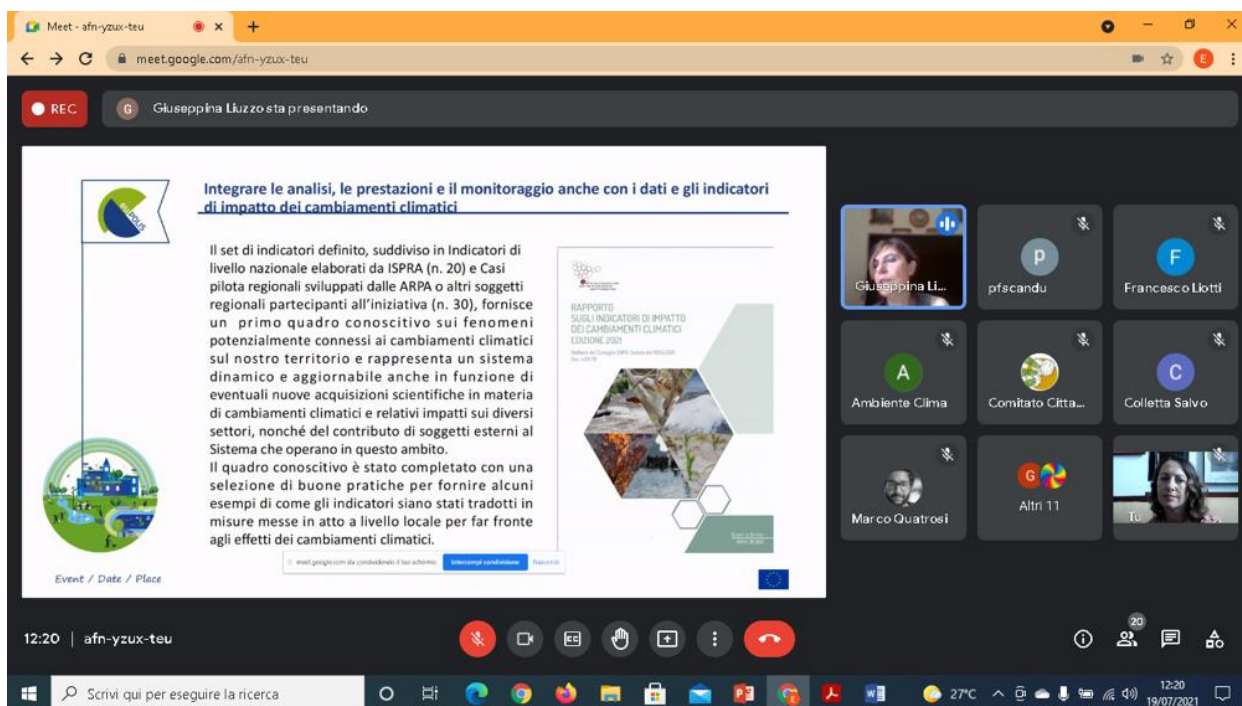 Meet - afn-yzux-teu
meet.google.com/afn-yzux-teu
E
REC
G
Giuseppina Liuzzo sta presentando
euPOLIS
Integrare le analisi, le prestazioni e il monitoraggio anche con i dati e gli indicatori
di impatto dei cambiamenti climatici
Il set di indicatori definito, suddiviso in Indicatori di
livello nazionale elaborati da ISPRA (n. 20) e Casi
pilota regionali sviluppati dalle ARPA o altri soggetti
regionali partecipanti all'iniziativa (n. 30), fornisce
un primo quadro conoscitivo sui fenomeni
potenzialmente connessi ai cambiamenti climatici
sul nostro territorio e rappresenta un sistema
dinamico e aggiornabile anche in funzione di
eventuali nuove acquisizioni scientifiche in materia
di cambiamenti climatici e relativi impatti sui diversi
settori, nonché del contributo di soggetti esterni al
Sistema che operano in questo ambito.
Il quadro conoscitivo è stato completato con una
selezione di buone pratiche per fornire alcuni
esempi di come gli indicatori siano stati tradotti in
misure messe in atto a livello locale per far fronte
agli effetti dei cambiamenti climatici.
RAPPORTO
SUGLI INDICATORI DI IMPATTO
DEI CAMBIAMENTI CLIMATICI
EDIZIONE 2021
meet.google.com sta condividendo il tuo schermo.
Interrompi condivisione
Nascondi
Event / Date / Place
Giuseppina Li...
p
pfscandu
F
Francesco Liotti
A
Ambiente Clima
Comitato Citta...
C
Colletta Salvo
Marco Quatrosi
G
Altri 11
Tu
12:20 | afn-yzux-teu
20
Scrivi qui per eseguire la ricerca
27°C
12:20
19/07/2021